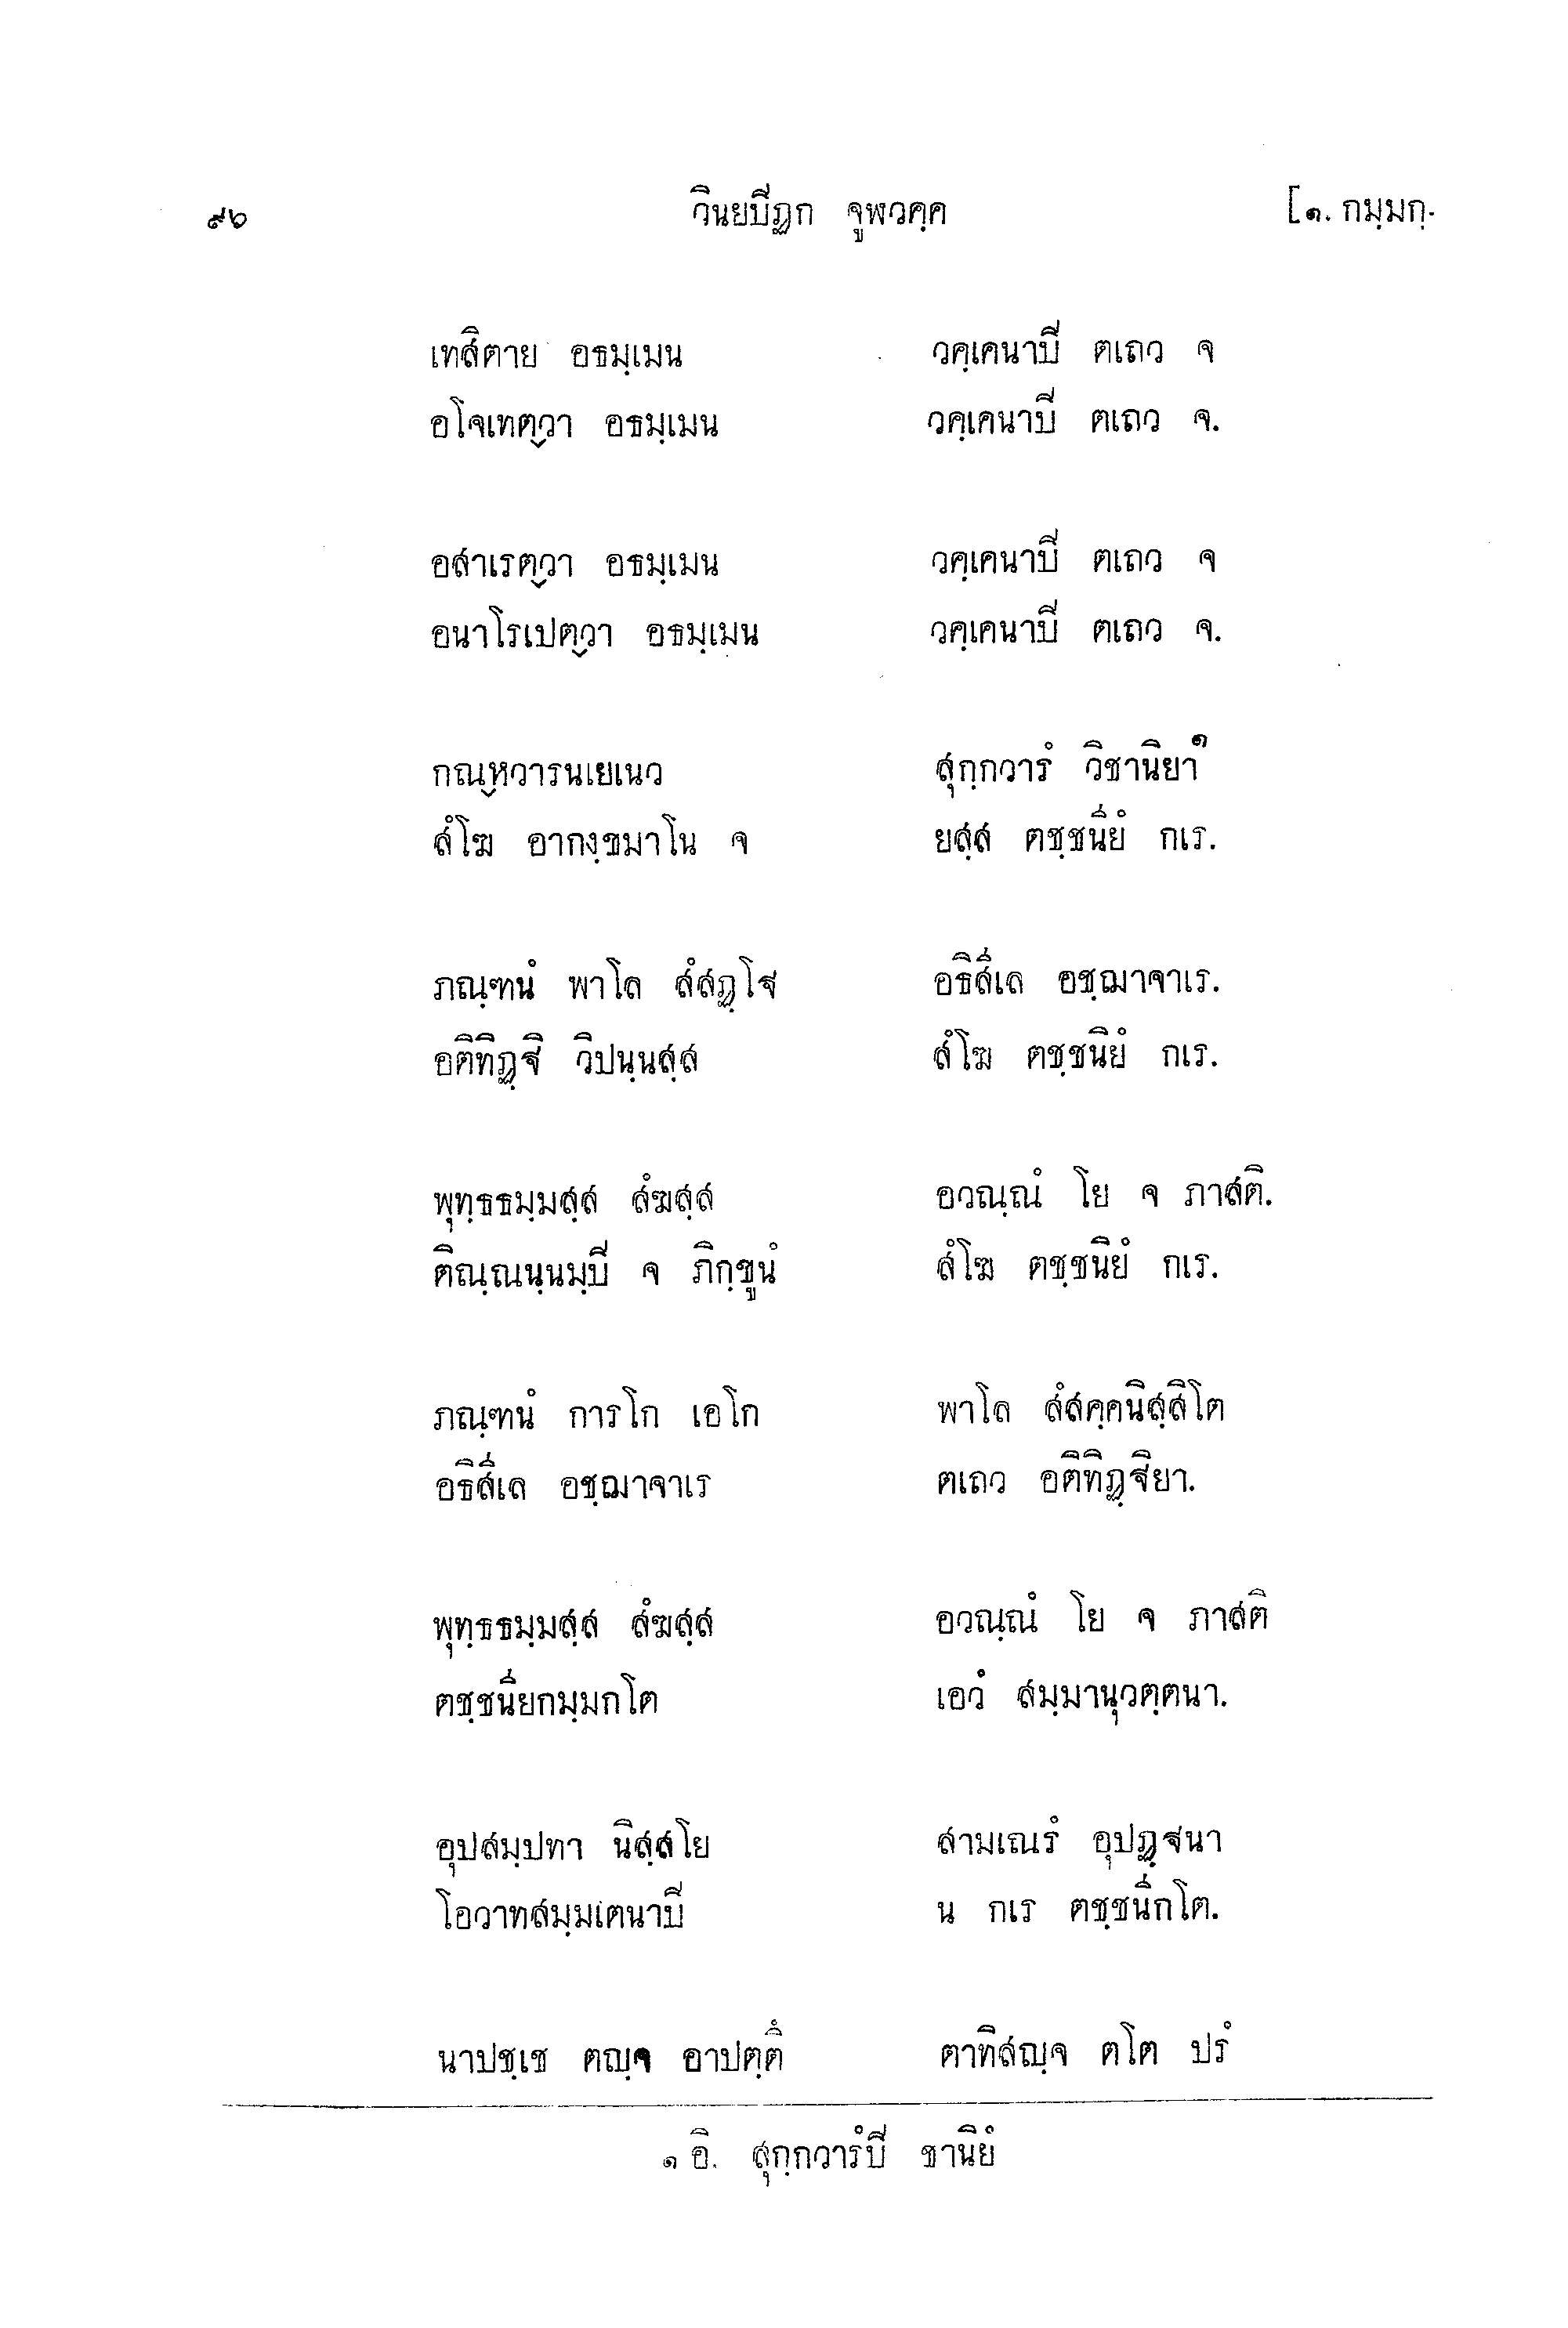 ๙๖ วินยปิฏก จูฬวคฺค [๑. กมฺมกฺ.
เทสิตาย อธมฺเมน วคฺเคนาปิ ตเถว จ
อโจเทตฺวา อธมฺเมน วคฺเคนาปิ ตเถว จ.
อสาเรตฺวา อธมฺเมน วคฺเคนาปิ ตเถว จ
อนาโรเปตฺวา อธมฺเมน วคฺเคนาปิ ตเถว จ.
กณฺหวารนเยเนว สุกฺกวารํ วิชานิยา๑
สํโฆ อากงฺขมาโน จ ยสฺส ตชฺชนียํ กเร.
ภณฺฑนํ พาโล สํสฏฺโฐ อธิสีเล อชฺฌาจาเร.
อติทิฏฺฐิ วิปนฺนสฺส สํโฆ ตชฺชนิยํ กเร.
พุทฺธธมฺมสฺส สํฆสฺส อวณฺณํ โย จ ภาสติ.
ติณฺณนฺนมฺปิ จ ภิกฺขูนํ สํโฆ ตชฺชนิยํ กเร.
ภณฺฑนํ การโก เอโก พาโล สํสคฺคนิสฺสิโต
อธิสีเล อชฺฌาจาเร ตเถว อติทิฏฺฐิยา.
พุทฺธธมฺมสฺส สํฆสฺส อวณฺณํ โย จ ภาสติ
ตชฺชนียกมฺมกโต เอวํ สมฺมานุวตฺตนา.
อุปสมฺปทา นิสฺสโย สามเณรํ อุปฏฺฐนา
โอวาทสมฺมเตนาปิ น กเร ตชฺชนีกโต.
นาปชฺเช ตญฺจ อาปตฺตึ ตาทิสญฺจ ตโต ปรํ
๑ อิ. สุกฺกวารํปิ ชานิยํ